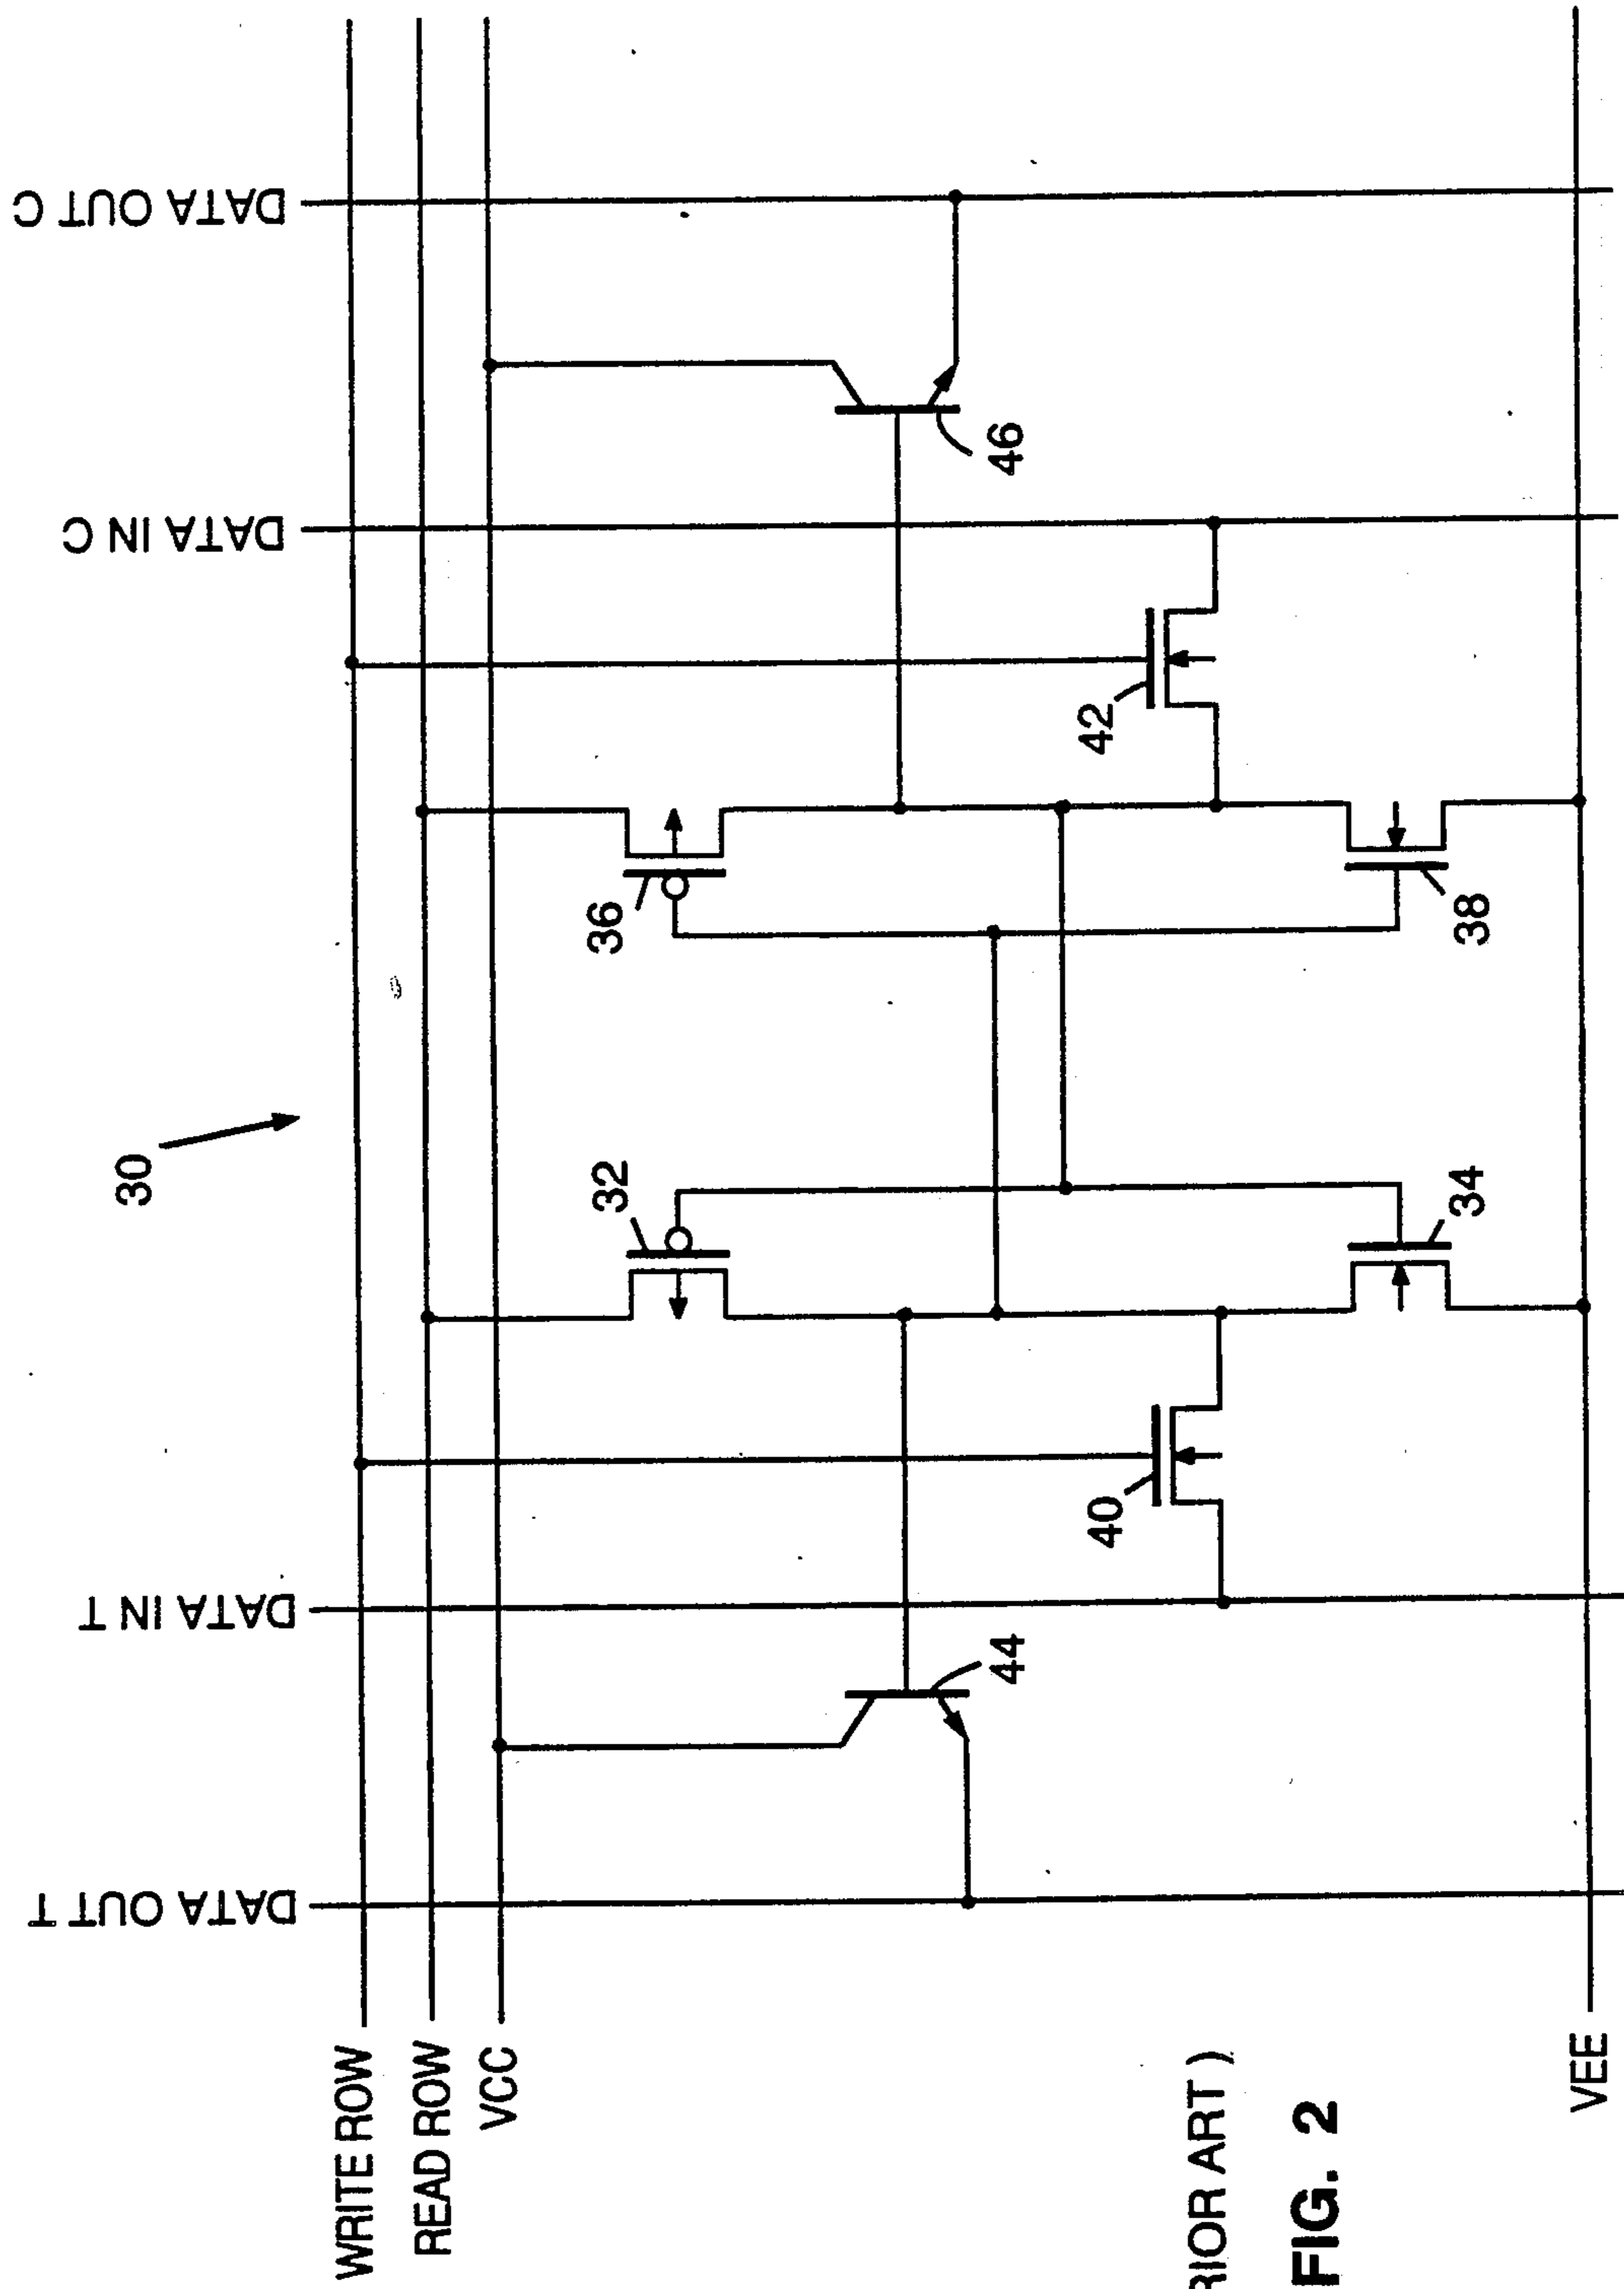 DATA OUT T
DATA IN T
30
DATA IN C
DATA OUT C
WRITE ROW
READ ROW
VCC
32
36
44
46
40
42
34
38
RIOR ART )
FIG. 2
VEE